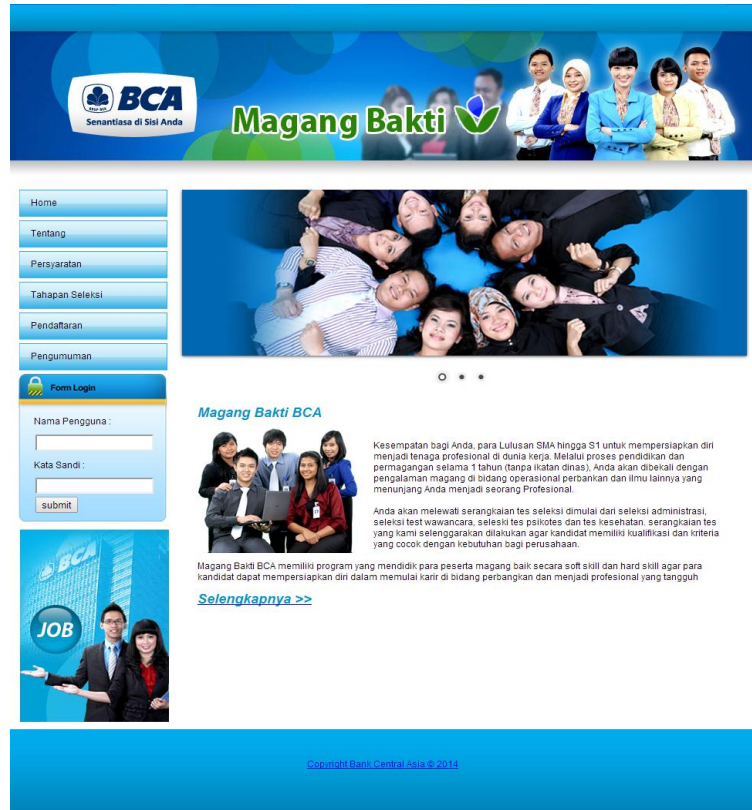 BCA
Senantiasa di Sisi Anda
Magang Bakti
Home
Tentang
Persyaratan
Tahapan Seleksi
Pendaftaran
Pengumuman
Form Login
Nama Pengguna :
Kata Sandi :
submit
BCA
JOB
Magang Bakti BCA
Kesempatan bagi Anda, para Lulusan SMA hingga S1 untuk mempersiapkan diri
menjadi tenaga profesional di dunia kerja. Melalui proses pendidikan dan
permagangan selama 1 tahun (tanpa ikatan dinas), Anda akan dibekali dengan
pengalaman magang di bidang operasional perbankan dan ilmu lainnya yang
menunjang Anda menjadi seorang Profesional.
Anda akan melewati serangkaian tes seleksi dimulai dari seleksi administrasi,
seleksi test wawancara, seleski tes psikotes dan tes kesehatan. serangkaian tes
yang kami selenggarakan dilakukan agar kandidat memiliki kualifikasi dan kriteria
yang cocok dengan kebutuhan bagi perusahaan.
Magang Bakti BCA memiliki program yang mendidik para peserta magang baik secara soft skill dan hard skill agar para
kandidat dapat mempersiapkan diri dalam memulai karir di bidang perbangkan dan menjadi profesional yang tangguh
Selengkapnya >>
Copyright Bank Central Asia © 2014